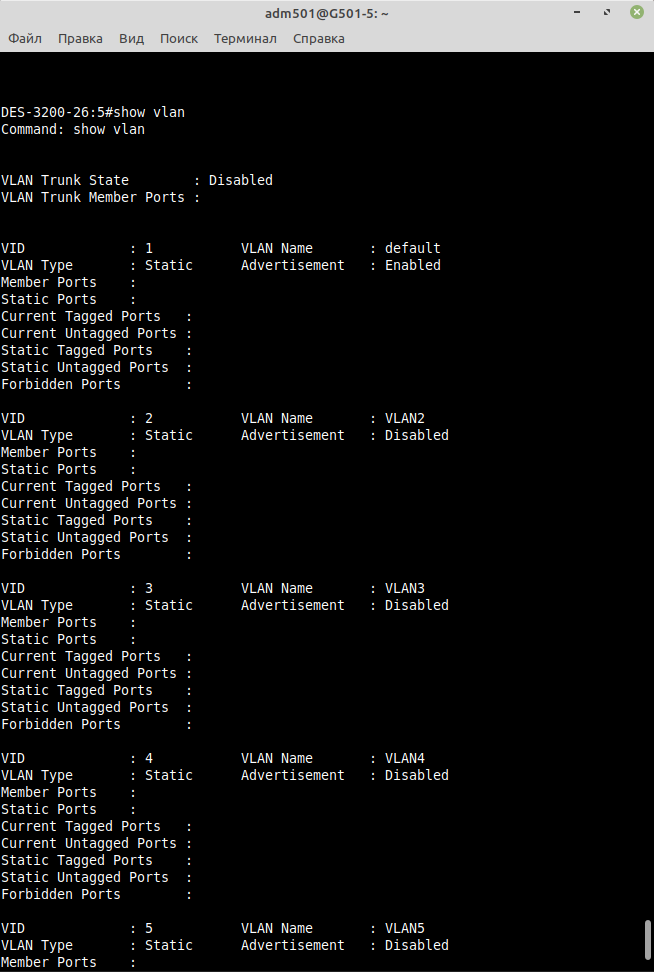 adm501@G501-5: ~
Файл Правка Вид Поиск Терминал Справка
DES-3200-26:5#show vlan
Command: show vlan
VLAN Trunk State        : Disabled
VLAN Trunk Member Ports :
VID             : 1          VLAN Name       : default
VLAN Type       : Static     Advertisement   : Enabled
Member Ports    :
Static Ports    :
Current Tagged Ports   :
Current Untagged Ports :
Static Tagged Ports    :
Static Untagged Ports  :
Forbidden Ports        :
VID             : 2          VLAN Name       : VLAN2
VLAN Type       : Static     Advertisement   : Disabled
Member Ports    :
Static Ports    :
Current Tagged Ports   :
Current Untagged Ports :
Static Tagged Ports    :
Static Untagged Ports  :
Forbidden Ports        :
VID             : 3          VLAN Name       : VLAN3
VLAN Type       : Static     Advertisement   : Disabled
Member Ports    :
Static Ports    :
Current Tagged Ports   :
Current Untagged Ports :
Static Tagged Ports    :
Static Untagged Ports  :
Forbidden Ports        :
VID             : 4          VLAN Name       : VLAN4
VLAN Type       : Static     Advertisement   : Disabled
Member Ports    :
Static Ports    :
Current Tagged Ports   :
Current Untagged Ports :
Static Tagged Ports    :
Static Untagged Ports  :
Forbidden Ports        :
VID             : 5          VLAN Name       : VLAN5
VLAN Type       : Static     Advertisement   : Disabled
Member Ports    :